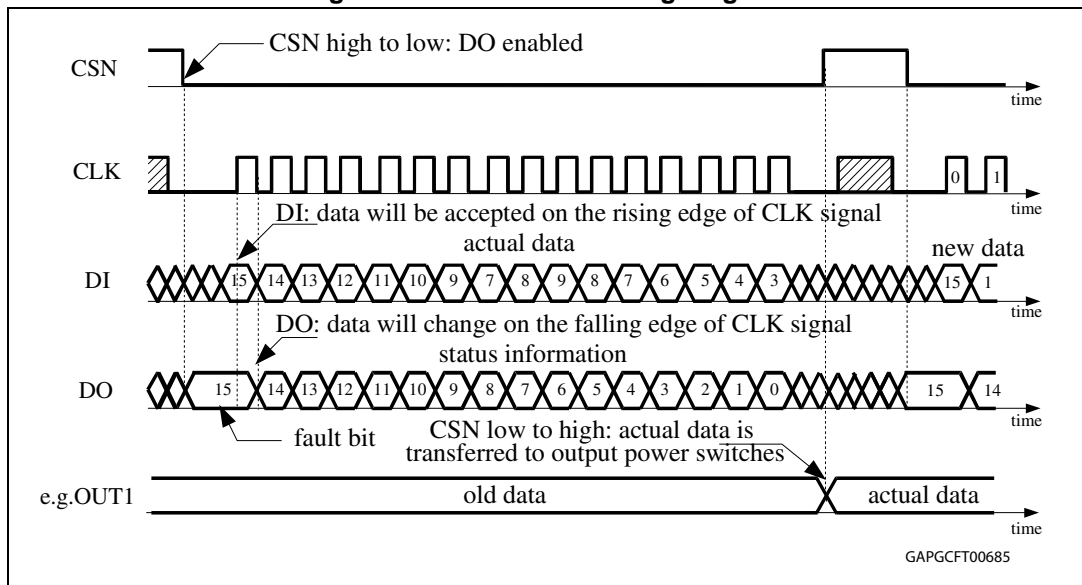 CSN high to low: DO enabled
CSN
time
CLK
0 1
time
DI: data will be accepted on the rising edge of CLK signal
actual data
new data
DI
15 14 13 12 11 10 9 7 8 9 8 7 6 5 4 3 15 1
time
DO: data will change on the falling edge of CLK signal
status information
DO
15 14 13 12 11 10 9 8 7 6 5 4 3 2 1 0 15 14
time
fault bit
CSN low to high: actual data is
transferred to output power switches
e.g.OUT1
old data
actual data
time
GAPGCFT00685